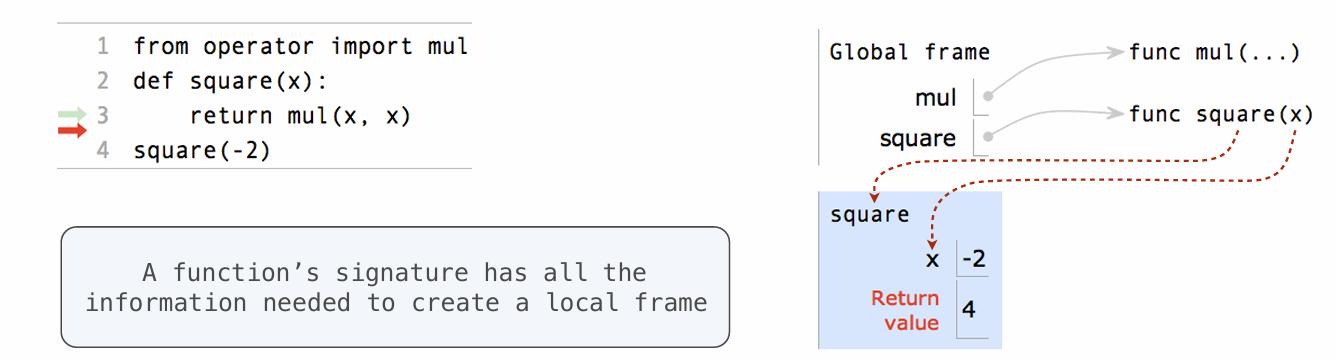 1 from operator import mul
2 def square(x):
3     return mul(x, x)
4 square(-2)
A function’s signature has all the
information needed to create a local frame
Global frame
func mul(...)
mul
func square(x)
square
square
x -2
Return
value 4